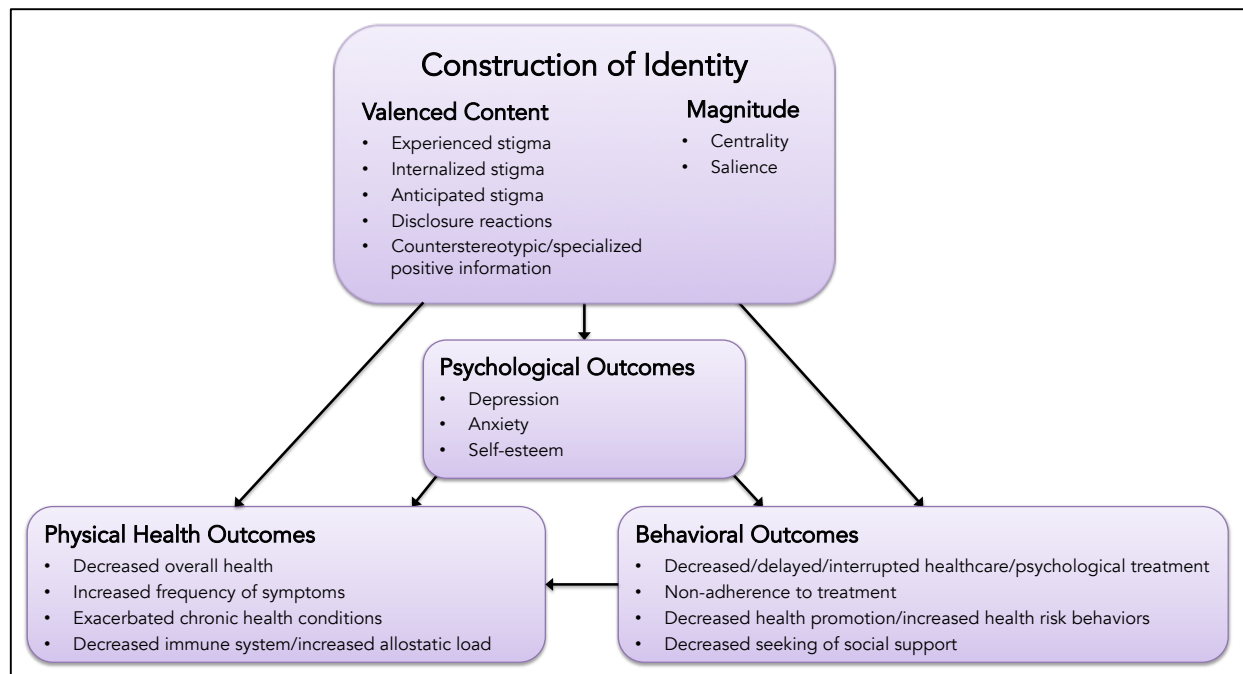 Construction of Identity
Valenced Content
• Experienced stigma
• Internalized stigma
• Anticipated stigma
• Disclosure reactions
• Counterstereotypic/specialized
positive information
Magnitude
• Centrality
• Salience
Psychological Outcomes
• Depression
• Anxiety
• Self-esteem
Physical Health Outcomes
• Decreased overall health
• Increased frequency of symptoms
• Exacerbated chronic health conditions
• Decreased immune system/increased allostatic load
Behavioral Outcomes
• Decreased/delayed/interrupted healthcare/psychological treatment
• Non-adherence to treatment
• Decreased health promotion/increased health risk behaviors
• Decreased seeking of social support